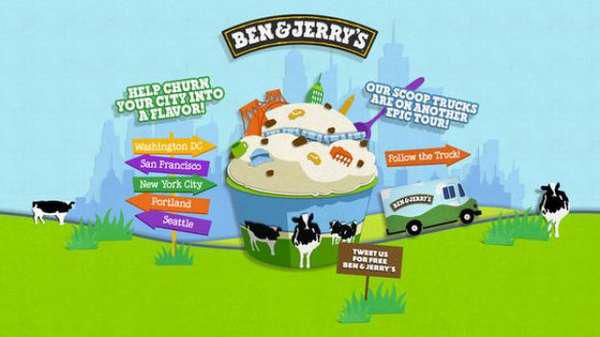 BEN & JERRY'S
HELP CHURN
YOUR CITY INTO
A FLAVOR!
OUR SCOOP TRUCKS
ARE ON ANOTHER
EPIC TOUR!
Washington DC
San Francisco
New York City
Portland
Seattle
Follow the Truck!
BEN & JERRY'S
TWEET US
FOR FREE
BEN & JERRY'S